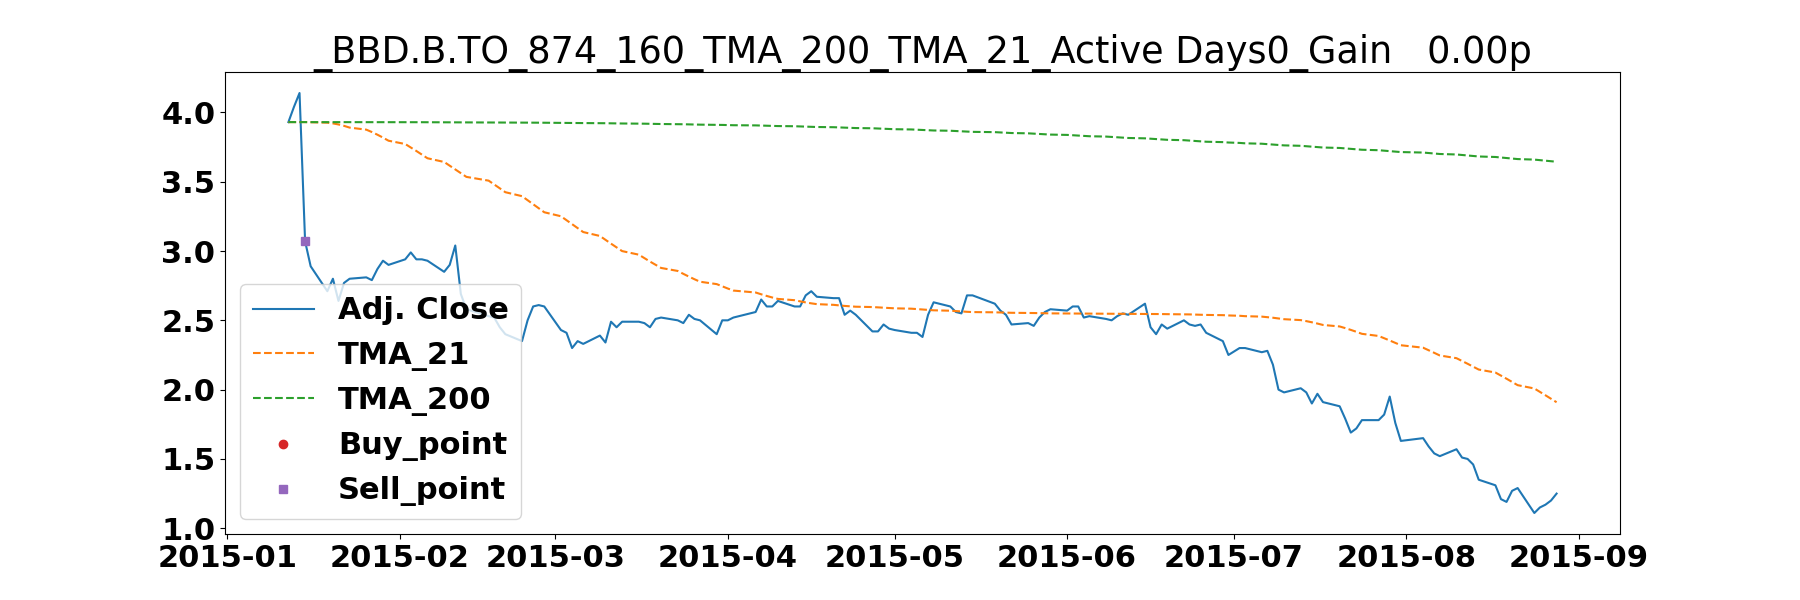 _BBD.B.TO_874_160_TMA_200_TMA_21_Active Days0_Gain   0.00p
4.0
3.5
3.0
2.5
2.0
1.5
1.0
Adj. Close
TMA_21
TMA_200
Buy_point
Sell_point
2015-01 2015-02 2015-03 2015-04 2015-05 2015-06 2015-07 2015-08 2015-09